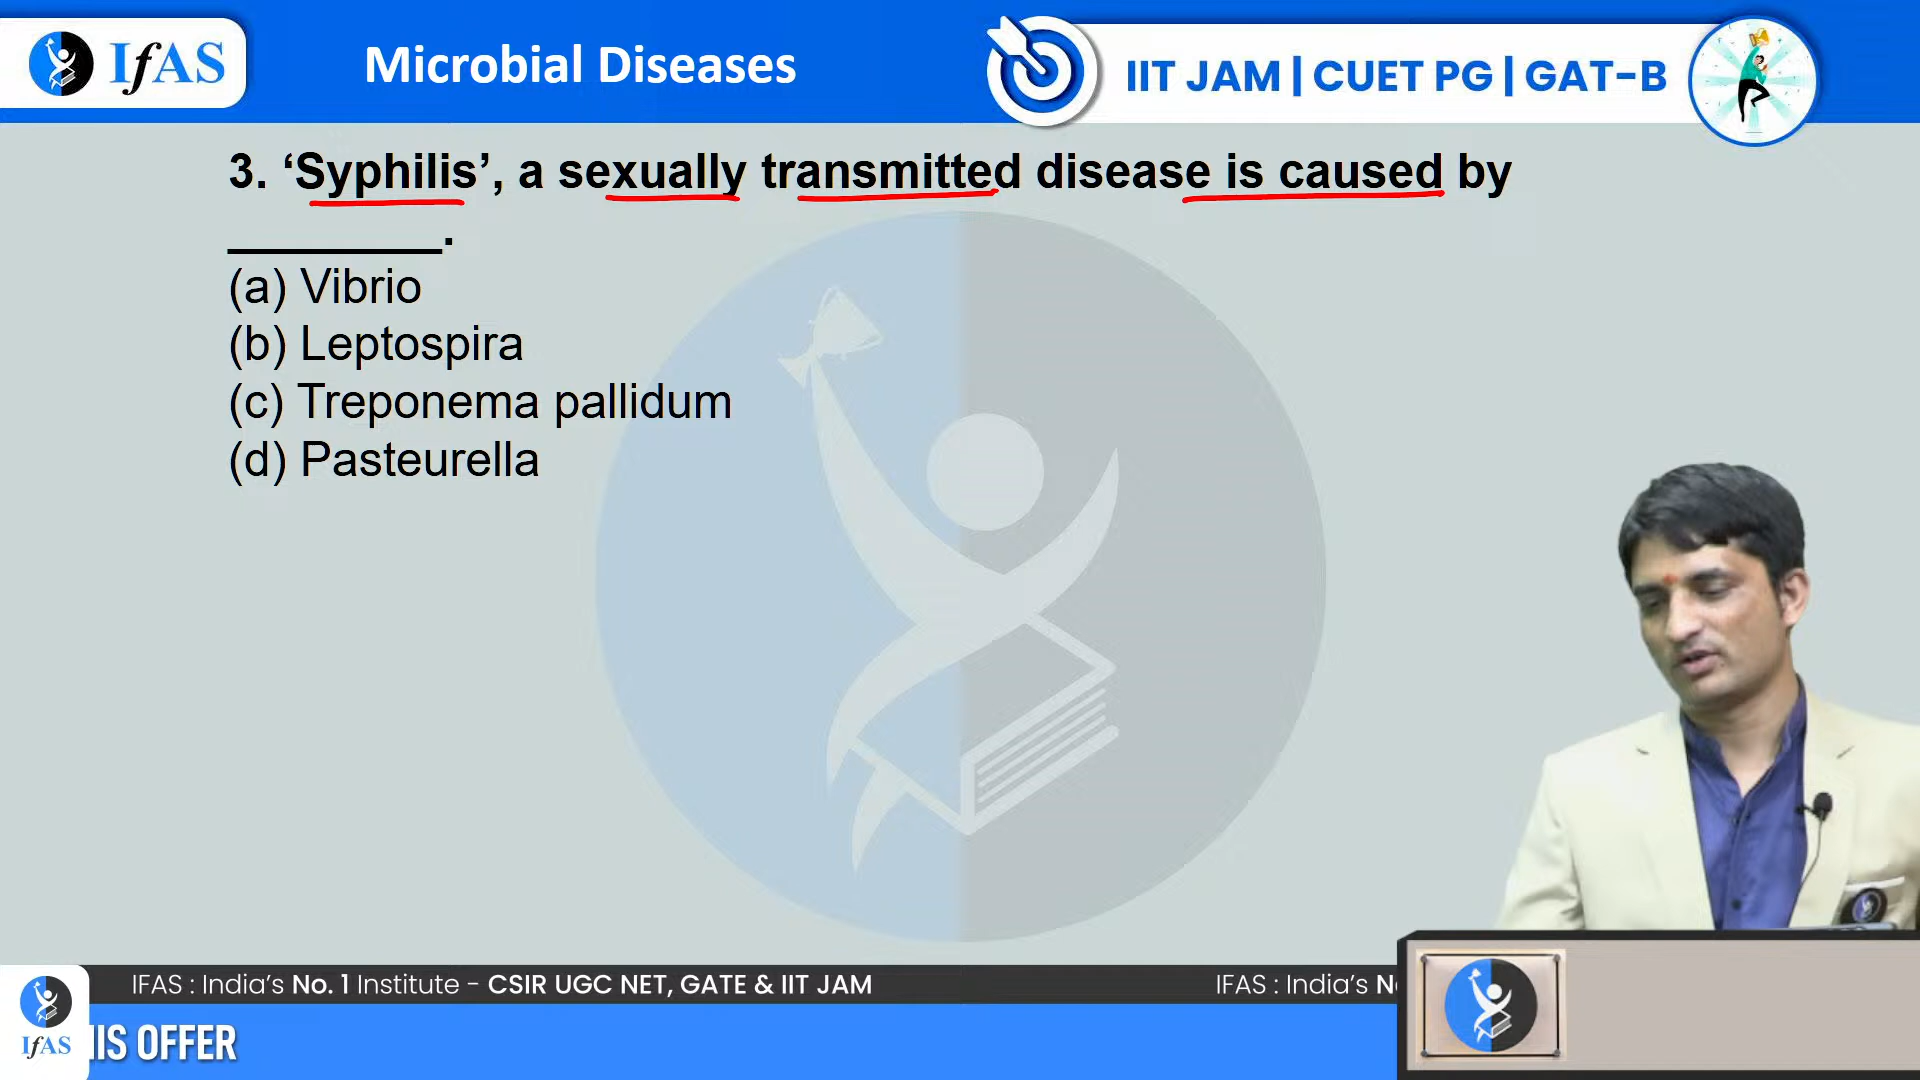 IfAS
Microbial Diseases
IIT JAM | CUET PG | GAT-B
3. ‘Syphilis’, a sexually transmitted disease is caused by
________.
(a) Vibrio
(b) Leptospira
(c) Treponema pallidum
(d) Pasteurella
IFAS : India’s No. 1 Institute – CSIR UGC NET, GATE & IIT JAM
IFAS : India’s
IfAS
OFFER